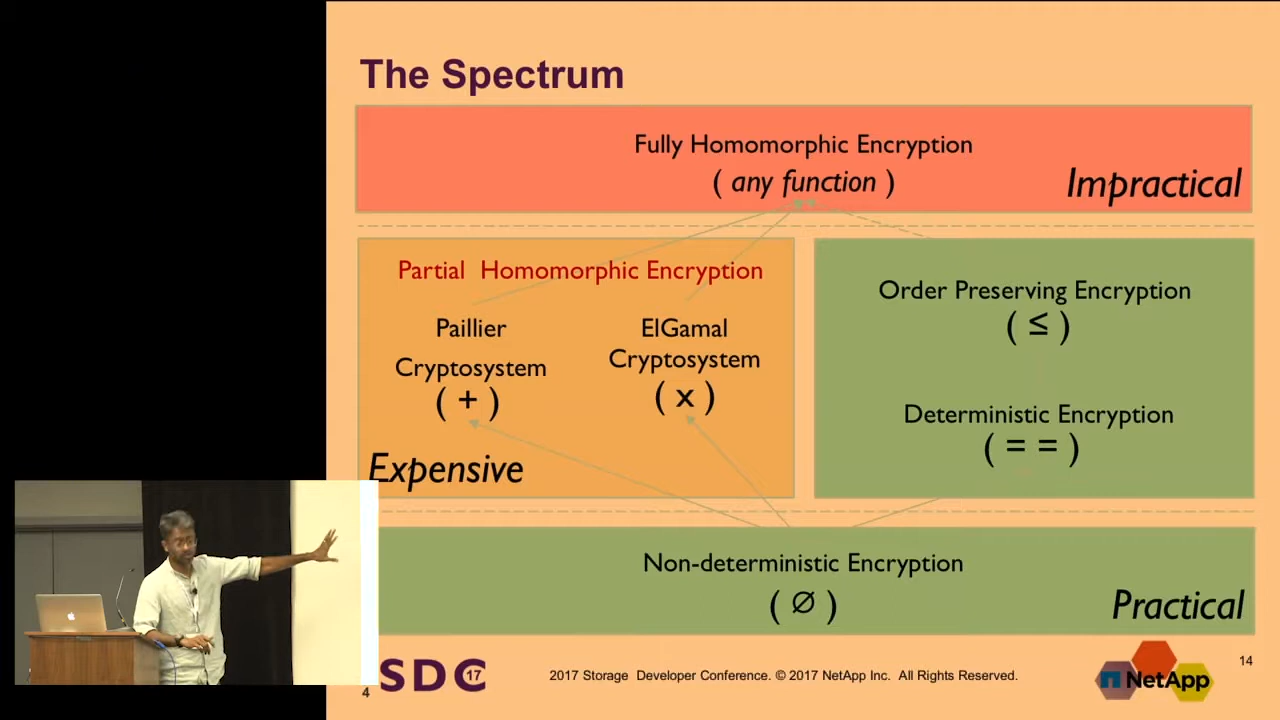 The Spectrum
Fully Homomorphic Encryption
( any function )
Impractical
Partial Homomorphic Encryption
Paillier
Cryptosystem
( + )
ElGamal
Cryptosystem
( x )
Expensive
Order Preserving Encryption
( ≤ )
Deterministic Encryption
( = = )
Non-deterministic Encryption
( ∅ )
Practical
4
SDC 17
2017 Storage Developer Conference. © 2017 NetApp Inc. All Rights Reserved.
NetApp
14